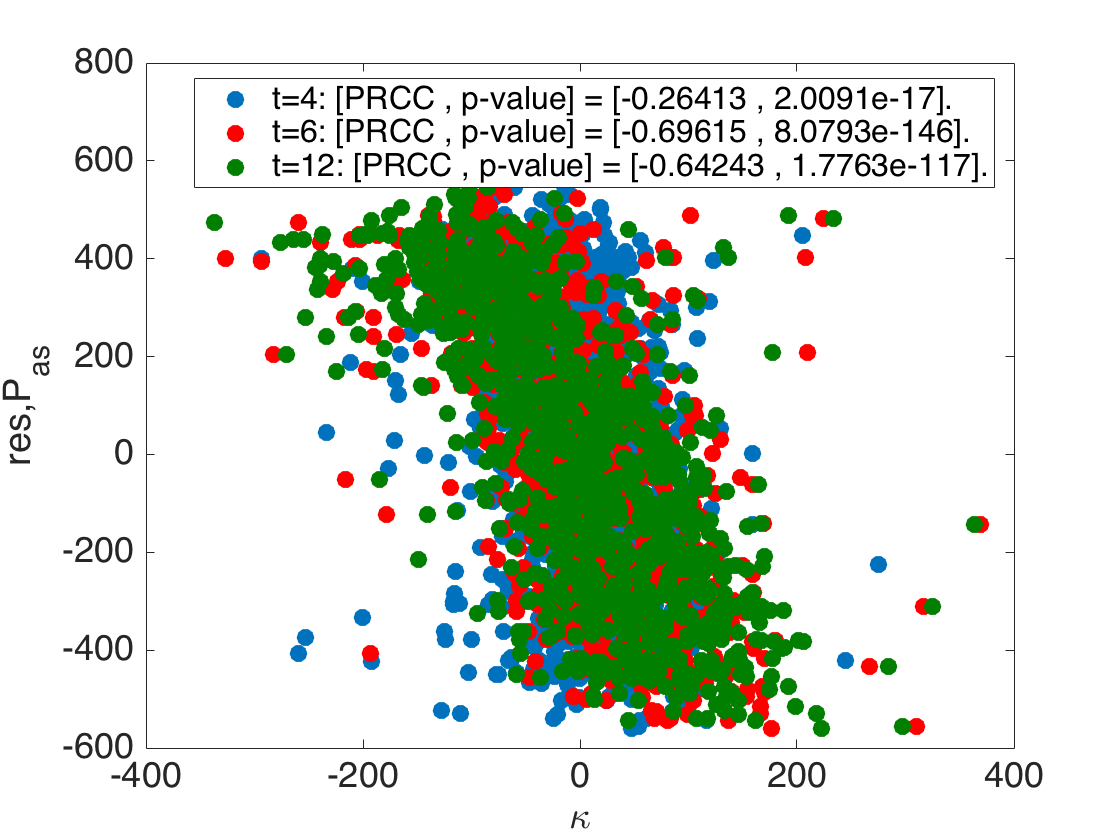 800
600
400
200
0
-200
-400
-600
-400
-200
0
200
400
res,P_as
κ
t=4: [PRCC , p-value] = [-0.26413 , 2.0091e-17].
t=6: [PRCC , p-value] = [-0.69615 , 8.0793e-146].
t=12: [PRCC , p-value] = [-0.64243 , 1.7763e-117].